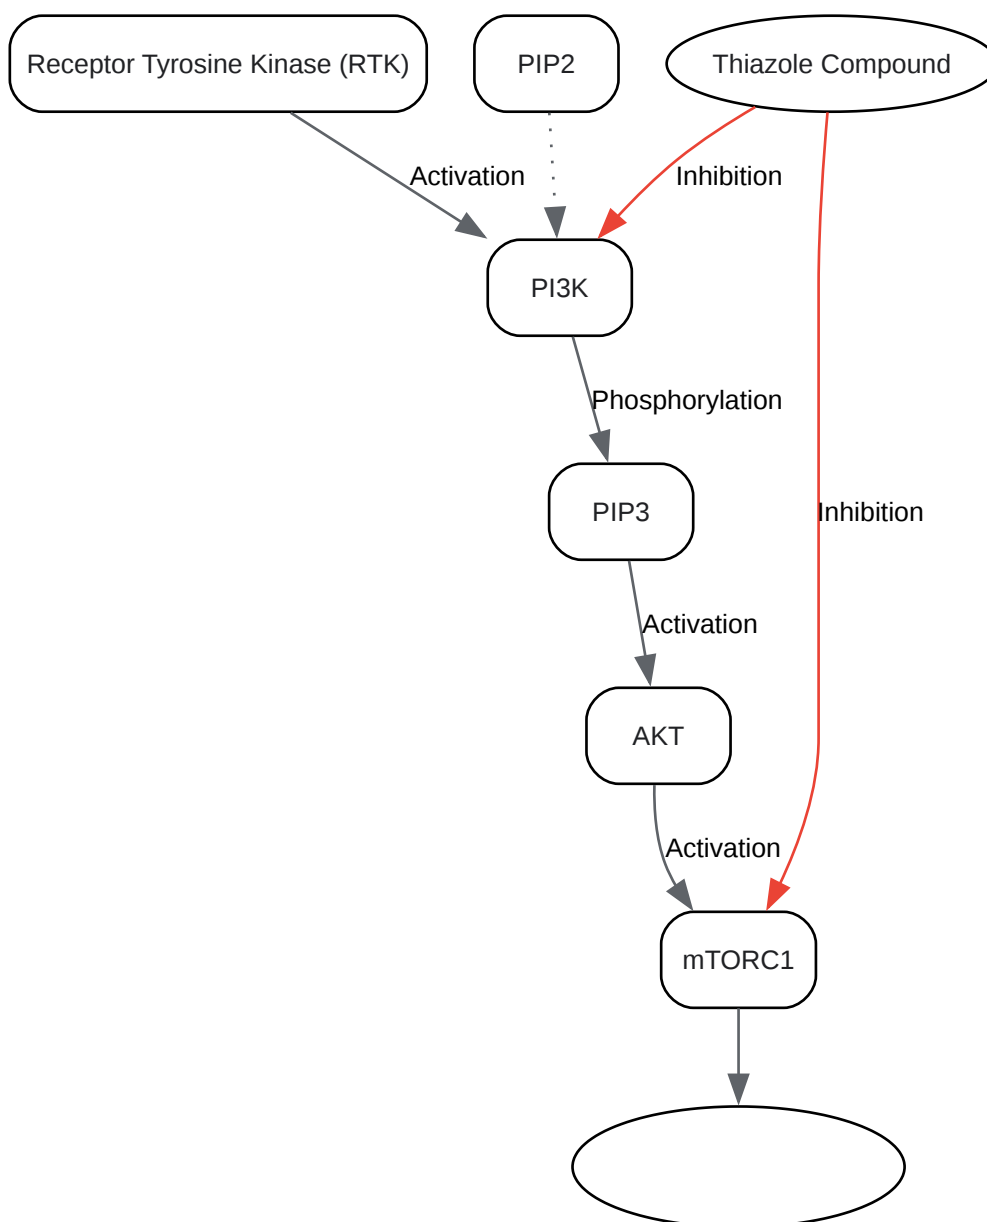 Receptor Tyrosine Kinase (RTK)
PIP2
Thiazole Compound
Activation
Inhibition
PI3K
Phosphorylation
PIP3
Inhibition
Activation
AKT
Activation
mTORC1